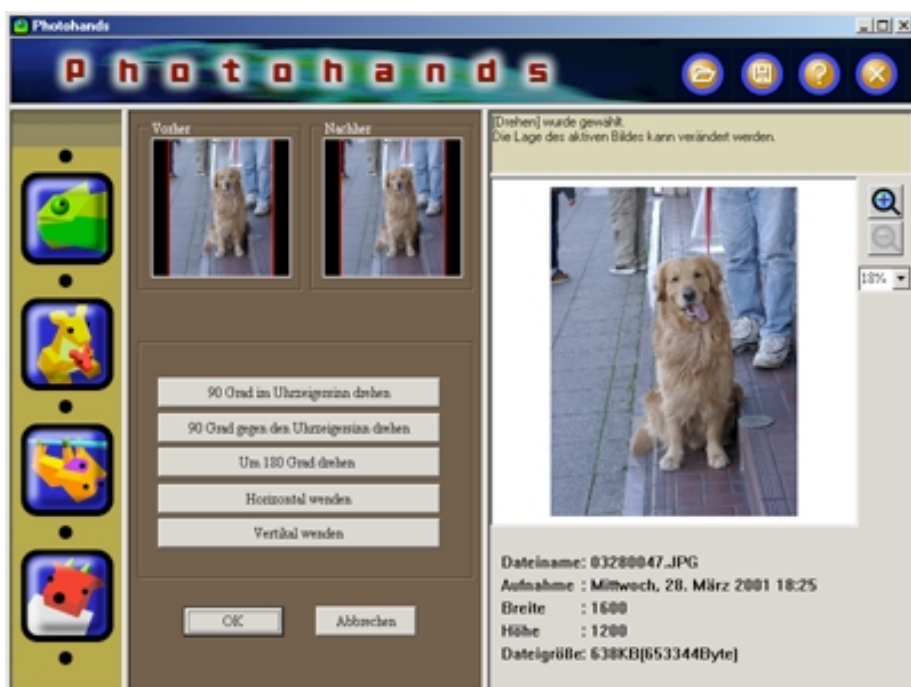 Photohands
Photohands
Vorher
Nachher
[Drehen] wurde gewählt.
Die Lage des aktiven Bildes kann verändert werden.
18%
90 Grad im Uhrzeigersinn drehen
90 Grad gegen den Uhrzeigersinn drehen
Um 180 Grad drehen
Horizontal wenden
Vertikal wenden
OK
Abbrechen
Dateiname: 03280047.JPG
Aufnahme : Mittwoch, 28. März 2001 18:25
Breite : 1600
Höhe : 1200
Dateigröße: 638KB(653344Byte)